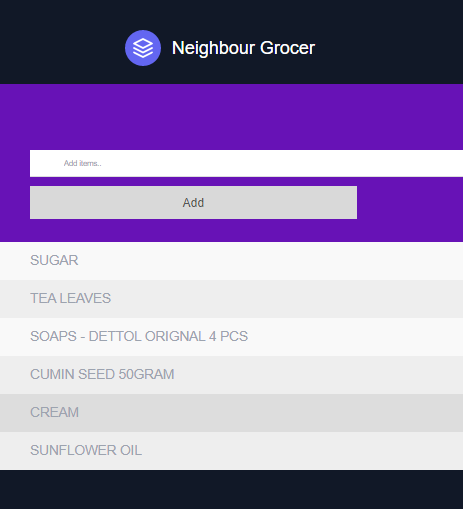 Neighbour Grocer
Add items..
Add
SUGAR
TEA LEAVES
SOAPS - DETTOL ORIGNAL 4 PCS
CUMIN SEED 50GRAM
CREAM
SUNFLOWER OIL